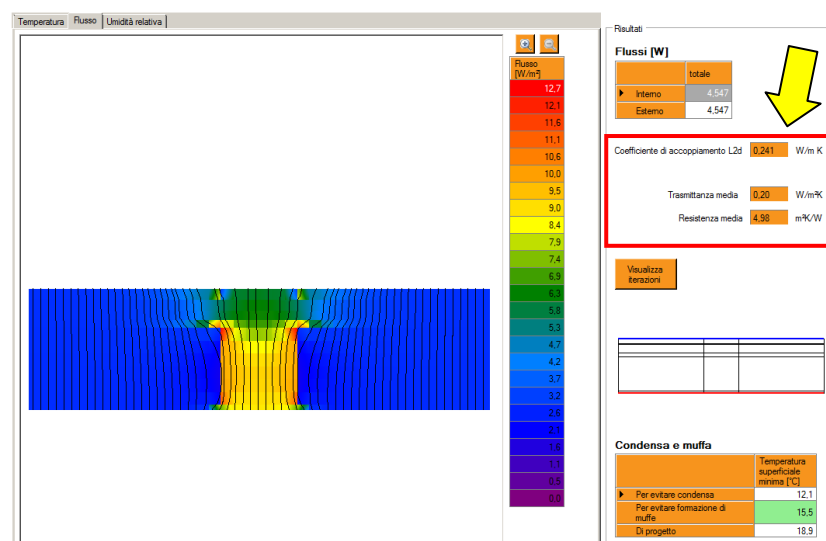 Temperatura Flusso Umidità relativa
Flusso
[W/m²]
12,7
12,1
11,6
11,1
10,6
10,0
9,5
9,0
8,4
7,9
7,4
6,9
6,3
5,8
5,3
4,7
4,2
3,7
3,2
2,6
2,1
1,6
1,1
0,5
0,0
Risultati
Flussi [W]
totale
Interno 4,547
Esterno 4,547
Coefficiente di accoppiamento L2d 0,241 W/m K
Trasmittanza media 0,20 W/m²K
Resistenza media 4,98 m²K/W
Visualizza
iterazioni
Condensa e muffa
Temperatura
superficiale
minima [°C]
Per evitare condensa 12,1
Per evitare formazione di
muffe 15,5
Di progetto 18,9